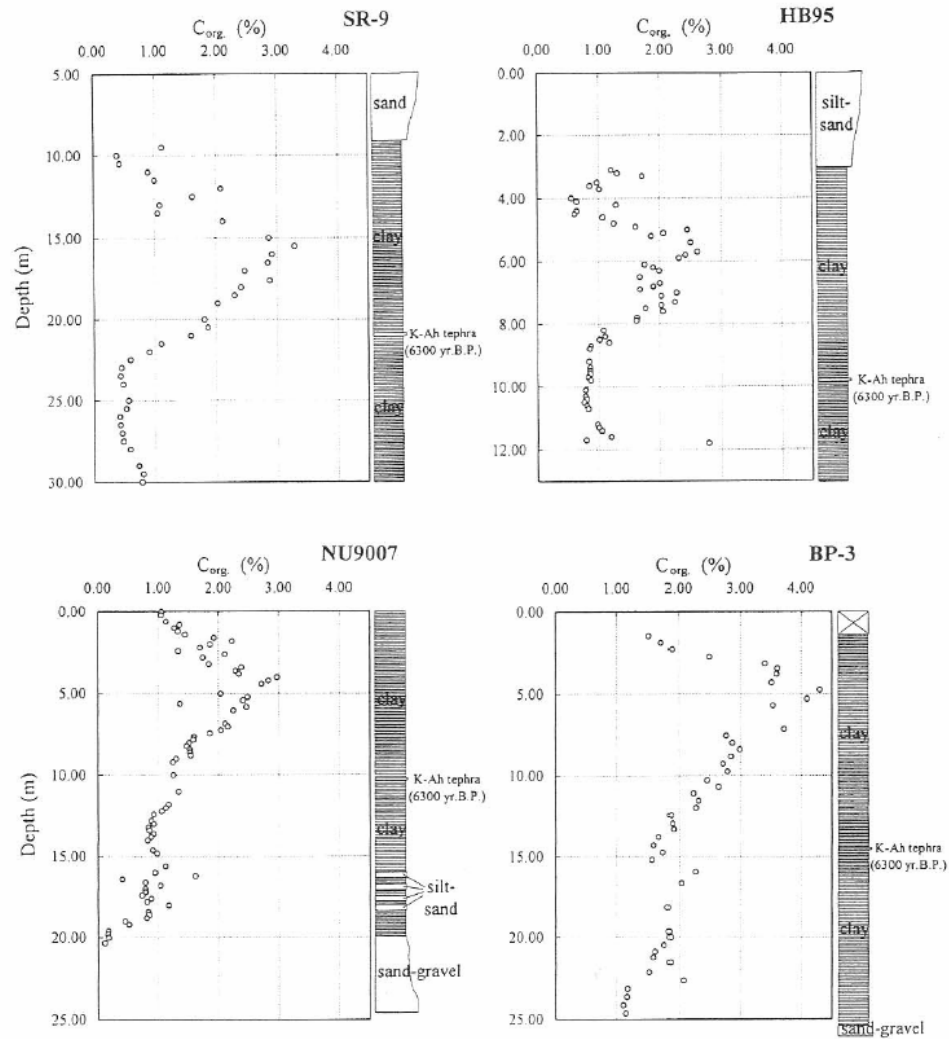 SR-9
C org. (%)
0.00 1.00 2.00 3.00 4.00
5.00
10.00
15.00
20.00
25.00
30.00
Depth (m)
sand
clay
K-Ah tephra
(6300 yr.B.P.)
clay
HB95
C org. (%)
0.00 1.00 2.00 3.00 4.00
0.00
2.00
4.00
6.00
8.00
10.00
12.00
silt-
sand
clay
K-Ah tephra
(6300 yr.B.P.)
clay
NU9007
C org. (%)
0.00 1.00 2.00 3.00 4.00
0.00
5.00
10.00
15.00
20.00
25.00
Depth (m)
clay
K-Ah tephra
(6300 yr.B.P.)
clay
silt-
sand
sand-gravel
BP-3
C org. (%)
0.00 1.00 2.00 3.00 4.00
0.00
5.00
10.00
15.00
20.00
25.00
clay
K-Ah tephra
(6300 yr.B.P.)
clay
sand-gravel